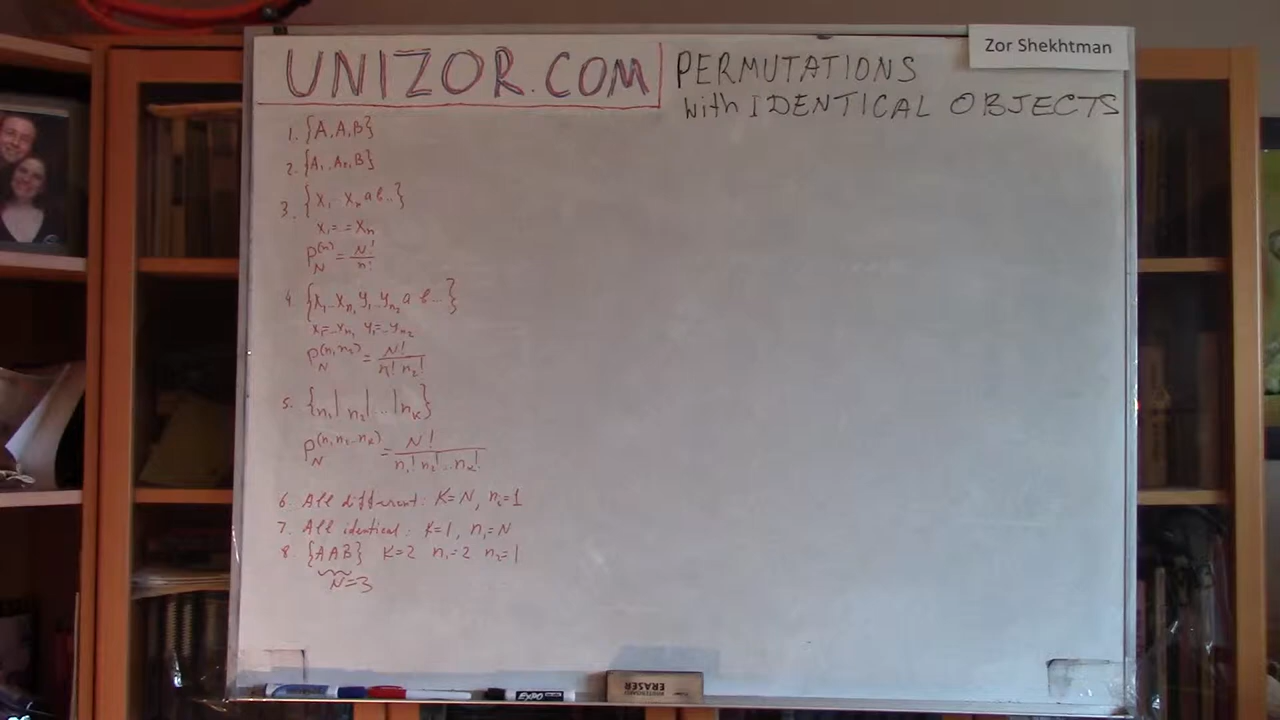 UNIZOR.COM
PERMUTATIONS
with IDENTICAL OBJECTS
Zor Shekhtman
1. {A,A,B}
2. {A₁,A₂,B}
3. {X₁...Xₙ a b..}
X₁=..=Xₙ
P_N^(n) = N!/n!
4. {X₁...Xₙ₁ Y₁...Yₙ₂ a b...}
X₁=..Xₙ₁ Y₁=..Yₙ₂
P_N^(n₁ n₂) = N!/n₁! n₂!
5. {n₁| n₂| ... |n_K}
P_N^(n₁ n₂...n_K) = N!/n₁! n₂! ... n_K!
6. All different: K=N, nᵢ=1
7. All identical: K=1, n₁=N
8. {AAB} K=2 n₁=2 n₂=1
N=3
EXPO
ERASER